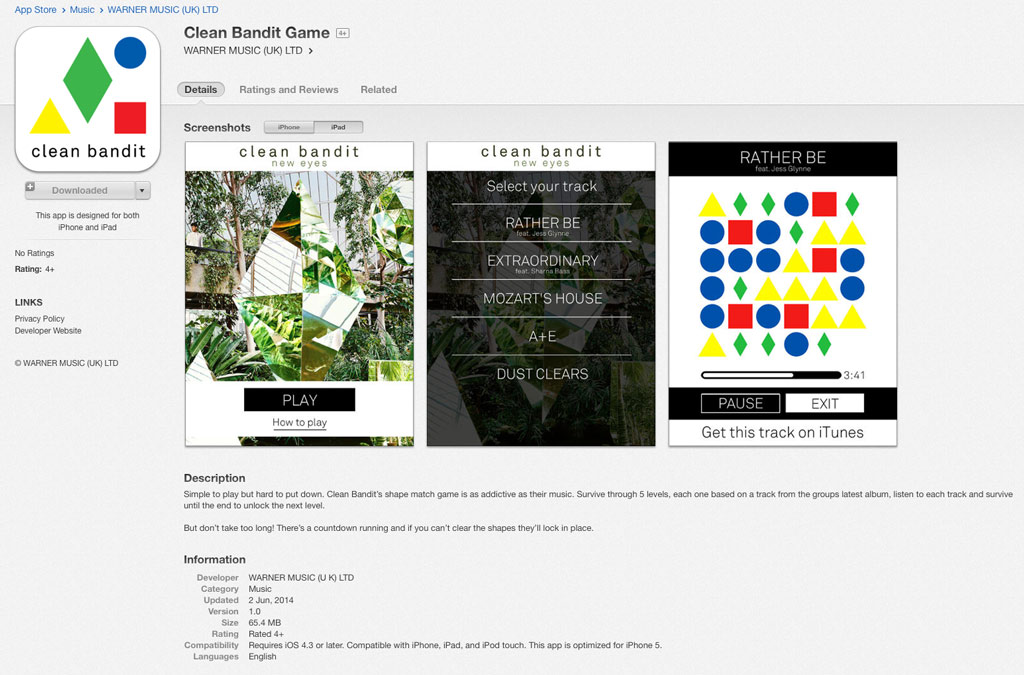 App Store › Music › WARNER MUSIC (UK) LTD
clean bandit
Clean Bandit Game 4+
WARNER MUSIC (UK) LTD ›
Details Ratings and Reviews Related
Downloaded
This app is designed for both
iPhone and iPad
No Ratings
Rating: 4+
LINKS
Privacy Policy
Developer Website
© WARNER MUSIC (UK) LTD
Screenshots iPhone iPad
clean bandit
new eyes
PLAY
How to play
clean bandit
new eyes
Select your track
RATHER BE
feat. Jess Glynne
EXTRAORDINARY
feat. Sharna Bass
MOZART'S HOUSE
A+E
DUST CLEARS
RATHER BE
feat. Jess Glynne
3:41
PAUSE EXIT
Get this track on iTunes
Description
Simple to play but hard to put down. Clean Bandit's shape match game is as addictive as their music. Survive through 5 levels, each one based on a track from the groups latest album, listen to each track and survive
until the end to unlock the next level.
But don't take too long! There's a countdown running and if you can't clear the shapes they'll lock in place.
Information
Developer WARNER MUSIC (U K) LTD
Category Music
Updated 2 Jun, 2014
Version 1.0
Size 65.4 MB
Rating Rated 4+
Compatibility Requires iOS 4.3 or later. Compatible with iPhone, iPad, and iPod touch. This app is optimized for iPhone 5.
Languages English